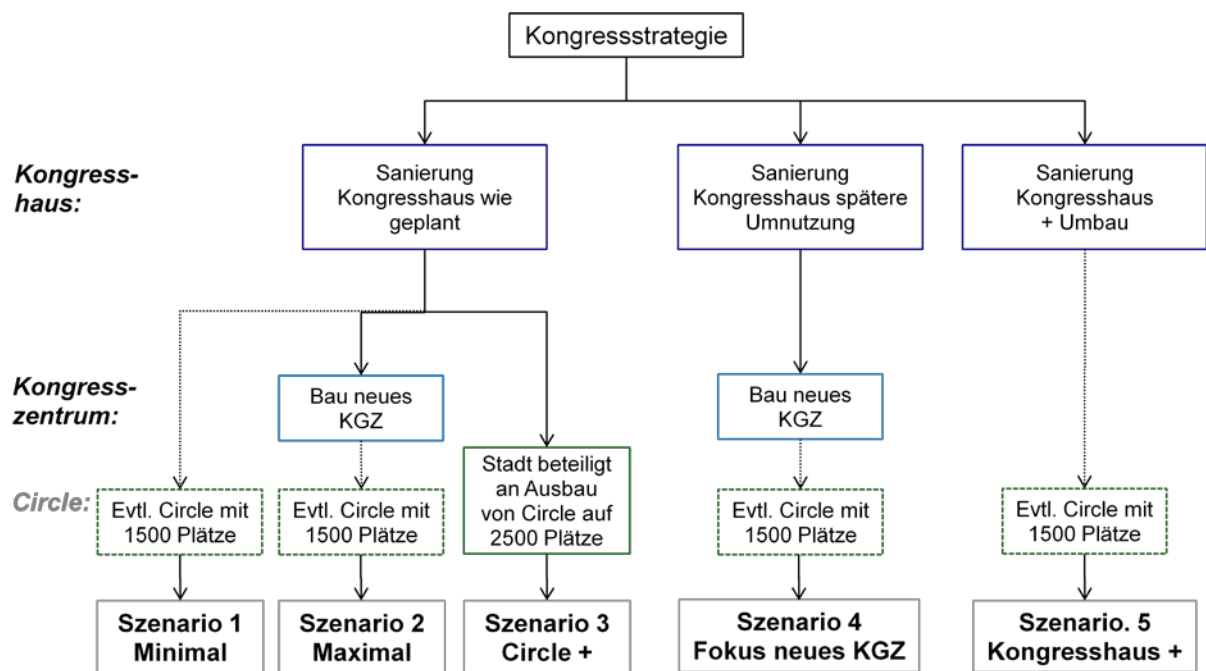 Kongressstrategie
Kongress-
haus:
Sanierung
Kongresshaus wie
geplant
Sanierung
Kongresshaus spätere
Umnutzung
Sanierung
Kongresshaus
+ Umbau
Kongress-
zentrum:
Bau neues
KGZ
Bau neues
KGZ
Circle:
Evtl. Circle mit
1500 Plätze
Evtl. Circle mit
1500 Plätze
Stadt beteiligt
an Ausbau
von Circle auf
2500 Plätze
Evtl. Circle mit
1500 Plätze
Evtl. Circle mit
1500 Plätze
Szenario 1
Minimal
Szenario 2
Maximal
Szenario 3
Circle +
Szenario 4
Fokus neues KGZ
Szenario. 5
Kongresshaus +